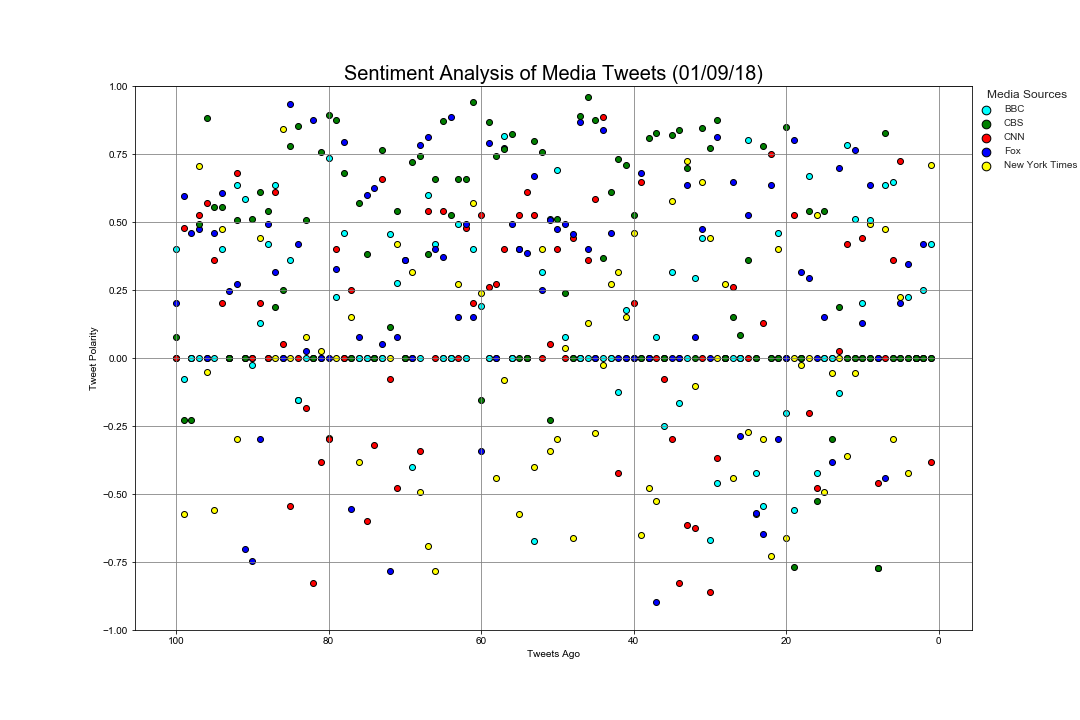 Sentiment Analysis of Media Tweets (01/09/18)
Media Sources
BBC
CBS
CNN
Fox
New York Times
1.00
0.75
0.50
0.25
0.00
−0.25
−0.50
−0.75
−1.00
Tweet Polarity
100 80 60 40 20 0
Tweets Ago